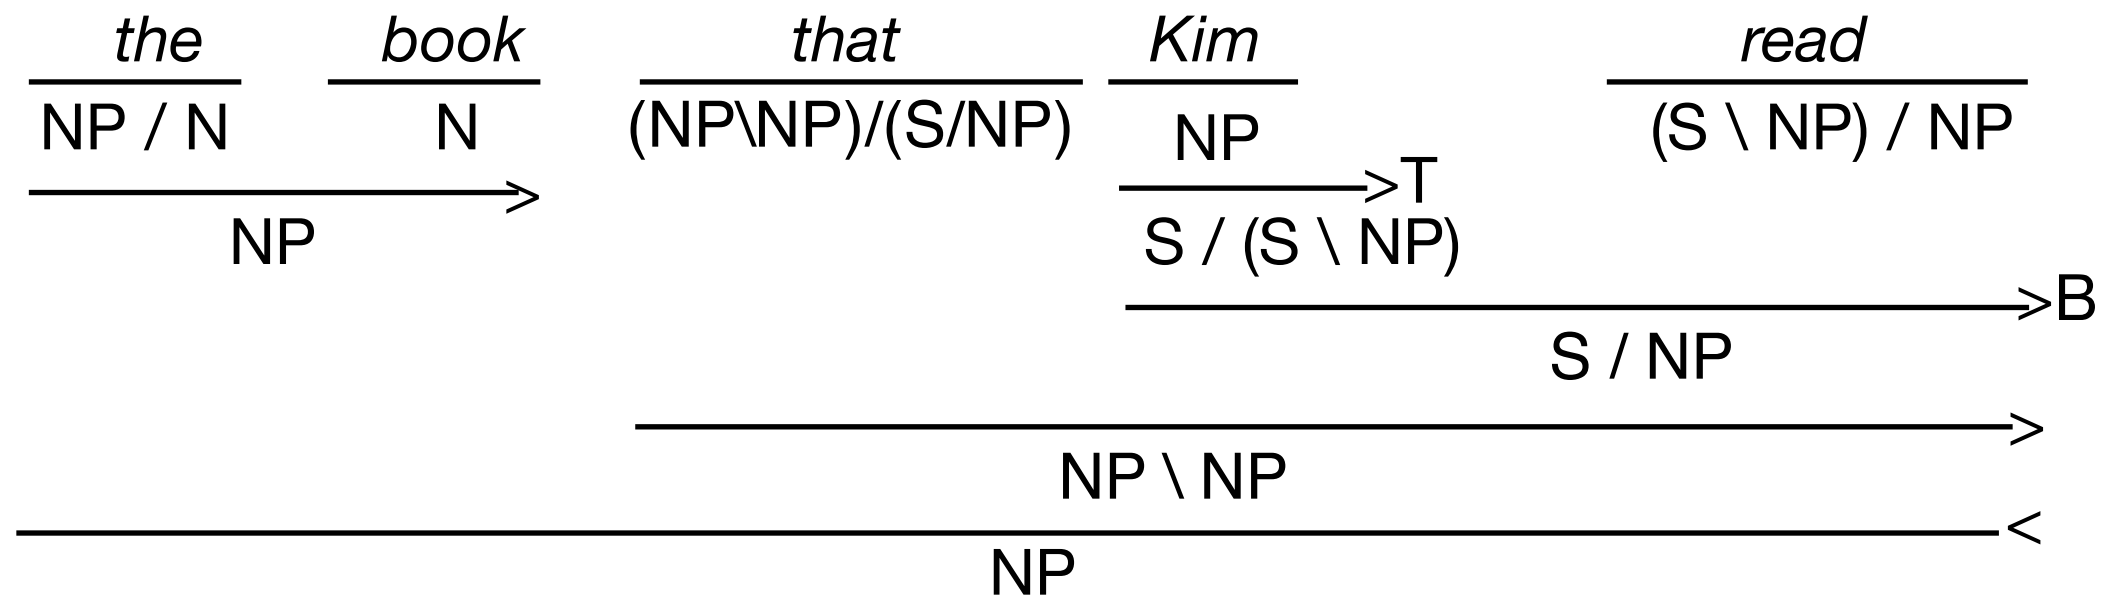 the book that Kim read
NP / N N (NP\NP)/(S/NP) NP (S \ NP) / NP
> >T
NP S / (S \ NP)
>B
S / NP
>
NP \ NP
<
NP